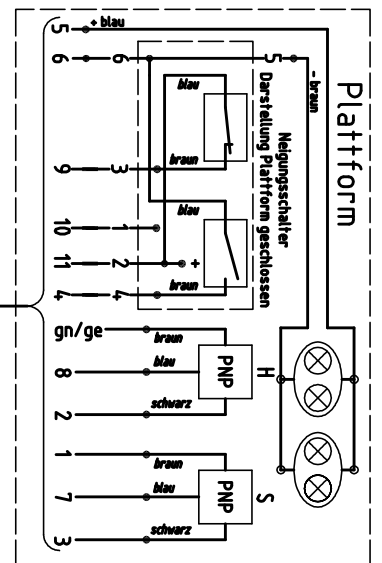 Plattform
5
+ blau
6
6
5
- braun
Neigungsschalter
Darstellung Plattform geschlossen
blau
9
3
braun
blau
10
1
11
2
+
4
4
braun
gn/ge
braun
8
blau
PNP
H
2
schwarz
1
braun
7
blau
PNP
S
3
schwarz